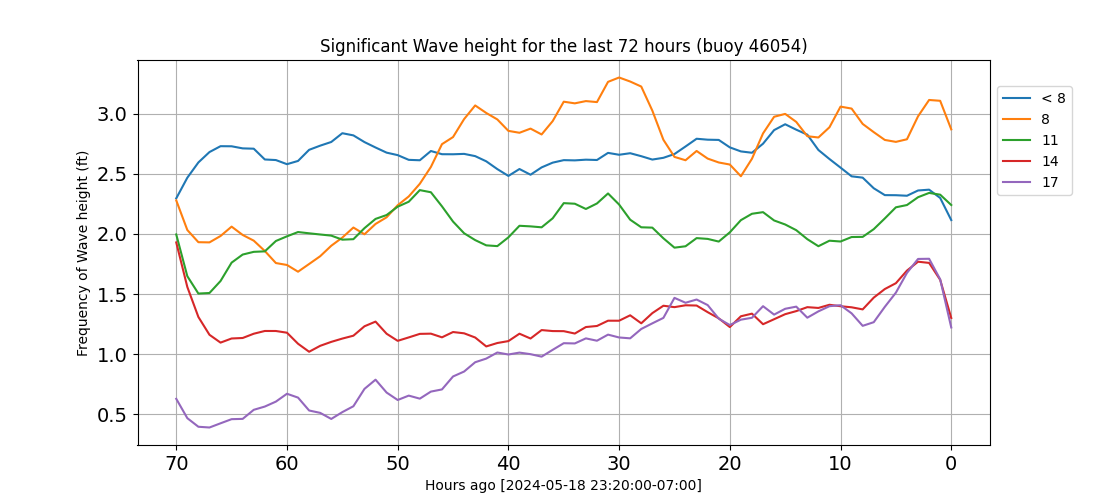 Significant Wave height for the last 72 hours (buoy 46054)
Frequency of Wave height (ft)
3.0
2.5
2.0
1.5
1.0
0.5
70 60 50 40 30 20 10 0
Hours ago [2024-05-18 23:20:00-07:00]
< 8
8
11
14
17